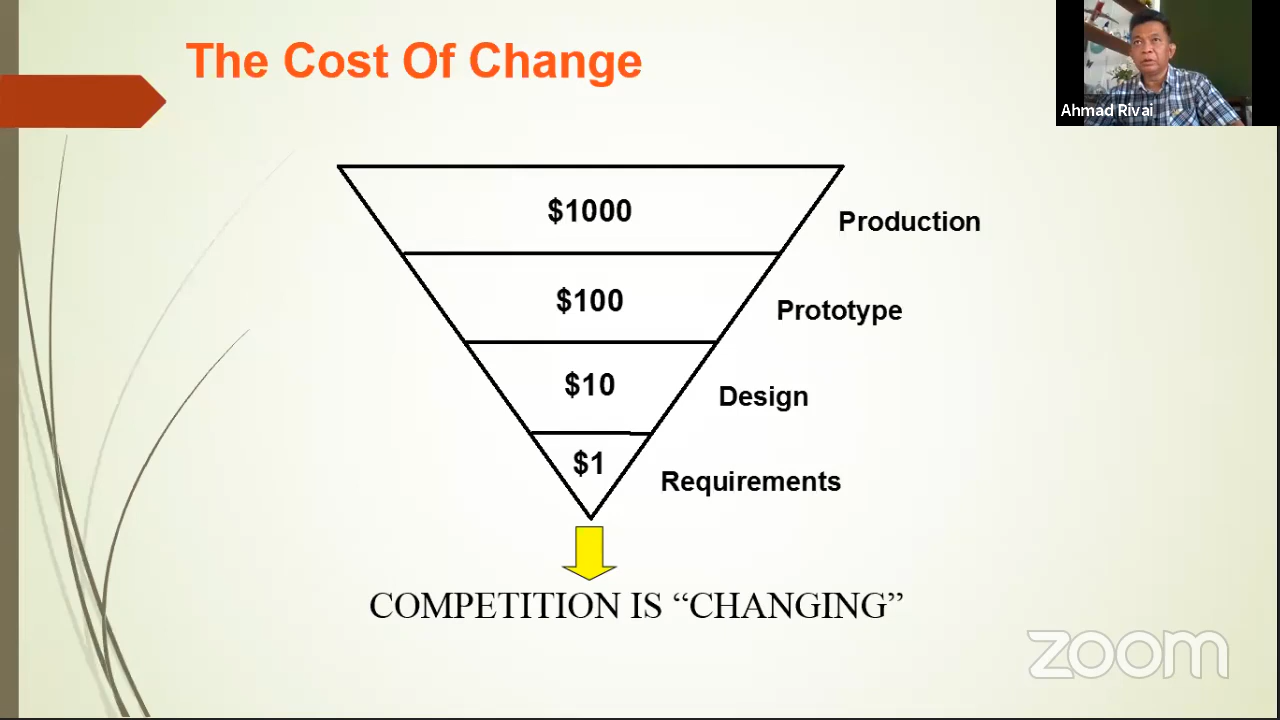 The Cost Of Change
Ahmad Rivai
$1000
Production
$100
Prototype
$10
Design
$1
Requirements
COMPETITION IS “CHANGING”
zoom